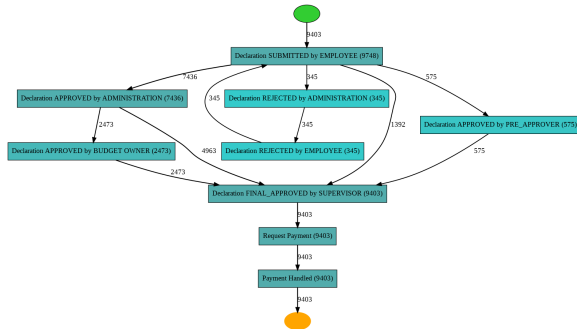 9403
Declaration SUBMITTED by EMPLOYEE (9748)
7436
345
575
Declaration APPROVED by ADMINISTRATION (7436)
345
Declaration REJECTED by ADMINISTRATION (345)
2473
4963
345
1392
Declaration APPROVED by PRE_APPROVER (575)
Declaration APPROVED by BUDGET OWNER (2473)
Declaration REJECTED by EMPLOYEE (345)
575
2473
Declaration FINAL_APPROVED by SUPERVISOR (9403)
9403
Request Payment (9403)
9403
Payment Handled (9403)
9403